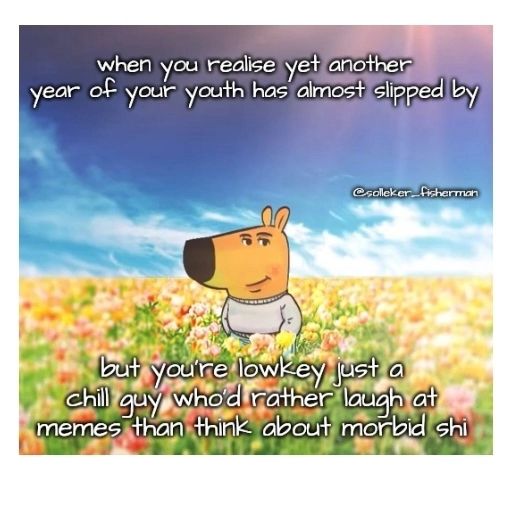 when you realise yet another
year of your youth has almost slipped by
@solleker_fisherman
but you're lowkey just a
chill guy who'd rather laugh at
memes than think about morbid shi